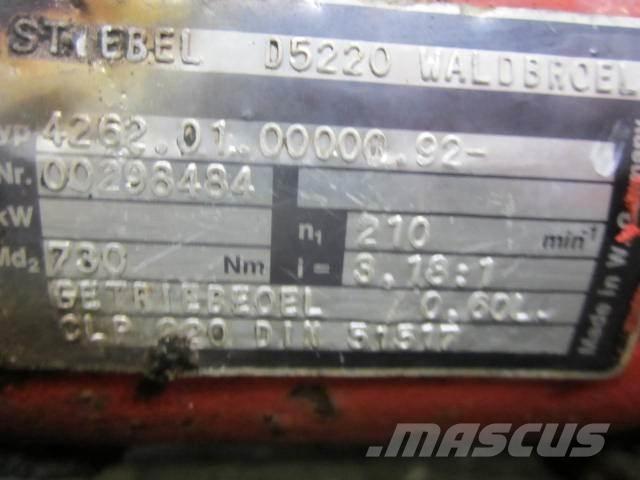 STIEBEL D5220 WALDBROEL
Typ 4262.01.00000.92-
Nr. 00298484
kW n1 210 min-1
Md2 730 Nm i = 3,18:1
GETRIEBEOEL 0,60L.
CLP 220 DIN 51517
Made in W.
MASCUS